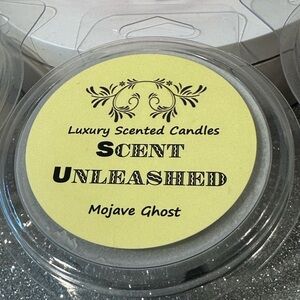 Luxury Scented Candles
SCENT
UNLEASHED
Mojave Ghost